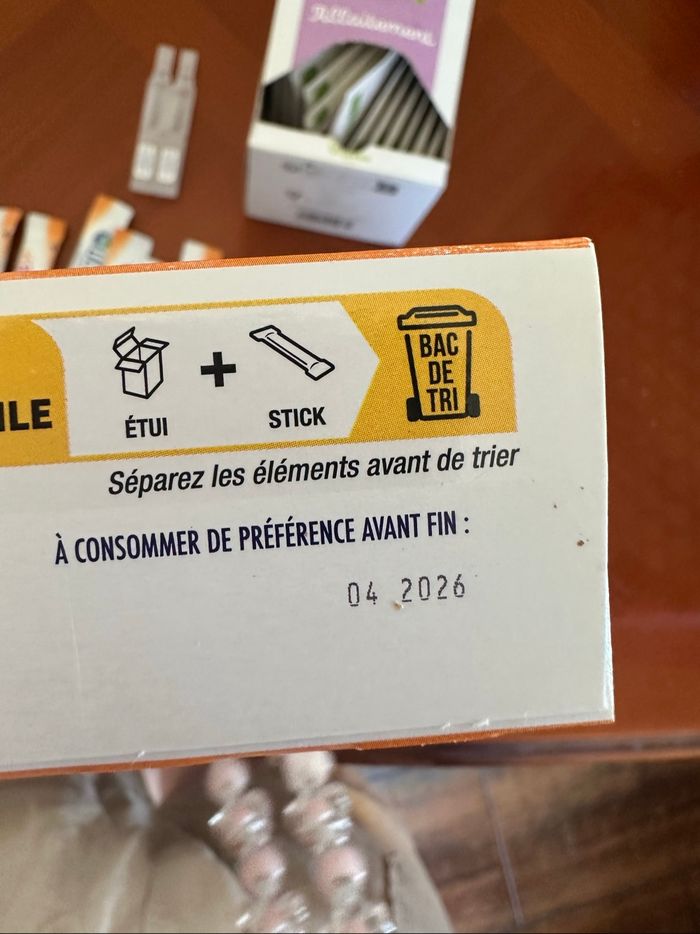 Allaitement
ILE
ÉTUI
+
STICK
BAC
DE
TRI
Séparez les éléments avant de trier
À CONSOMMER DE PRÉFÉRENCE AVANT FIN :
04 2026